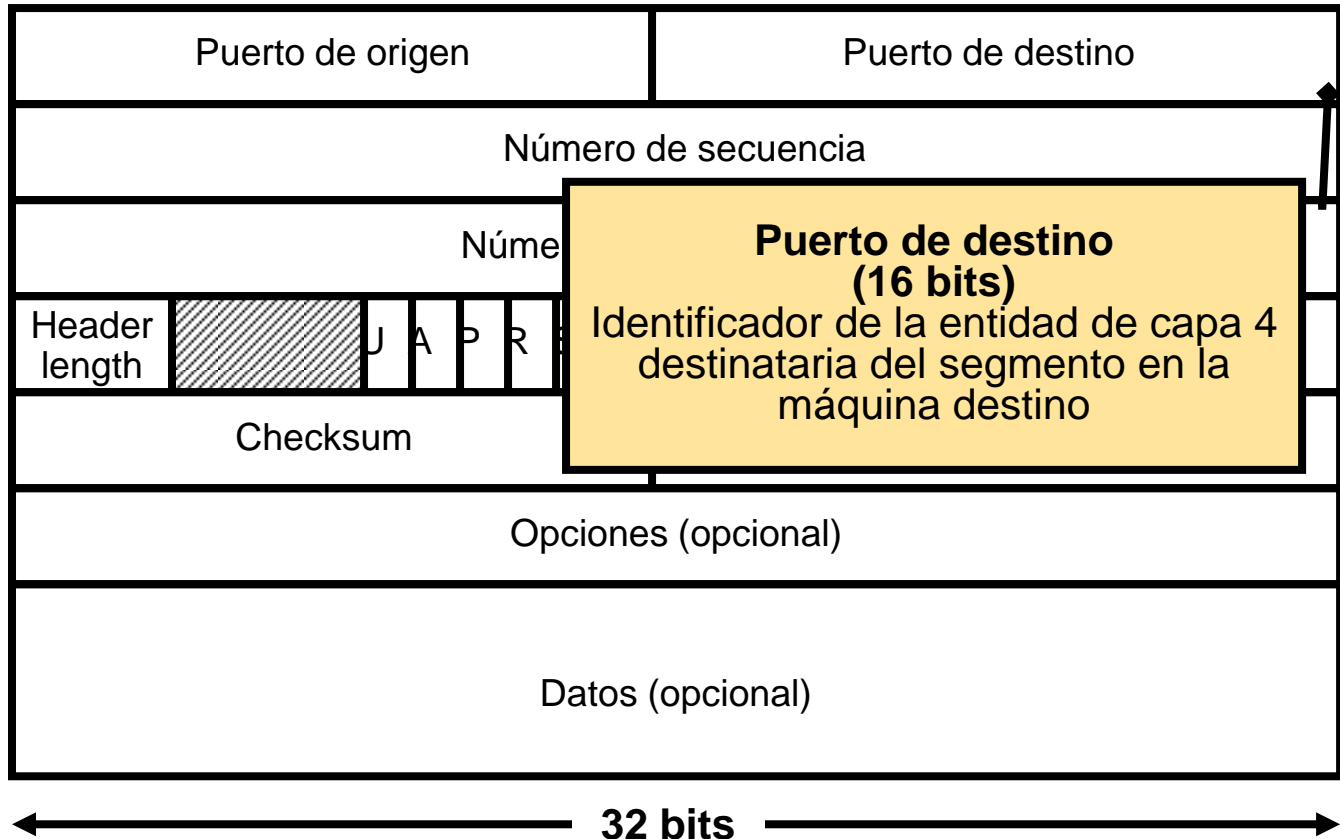 Puerto de origen
Puerto de destino
Número de secuencia
Núme
Puerto de destino
(16 bits)
Identificador de la entidad de capa 4
destinataria del segmento en la
máquina destino
Header
length
U A P R
Checksum
Opciones (opcional)
Datos (opcional)
32 bits